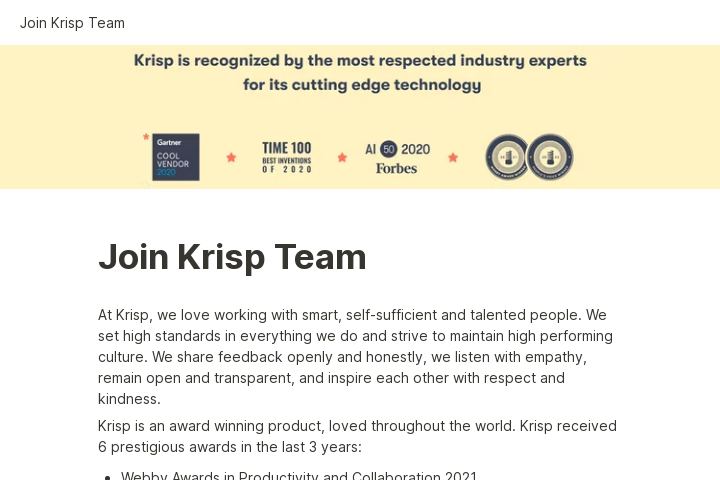 Join Krisp Team
Krisp is recognized by the most respected industry experts
for its cutting edge technology
Gartner
COOL
VENDOR
2020
TIME 100
BEST INVENTIONS
OF 2020
AI 50 2020
Forbes
Join Krisp Team
At Krisp, we love working with smart, self-sufficient and talented people. We
set high standards in everything we do and strive to maintain high performing
culture. We share feedback openly and honestly, we listen with empathy,
remain open and transparent, and inspire each other with respect and
kindness.
Krisp is an award winning product, loved throughout the world. Krisp received
6 prestigious awards in the last 3 years:
• Webby Awards in Productivity and Collaboration 2021